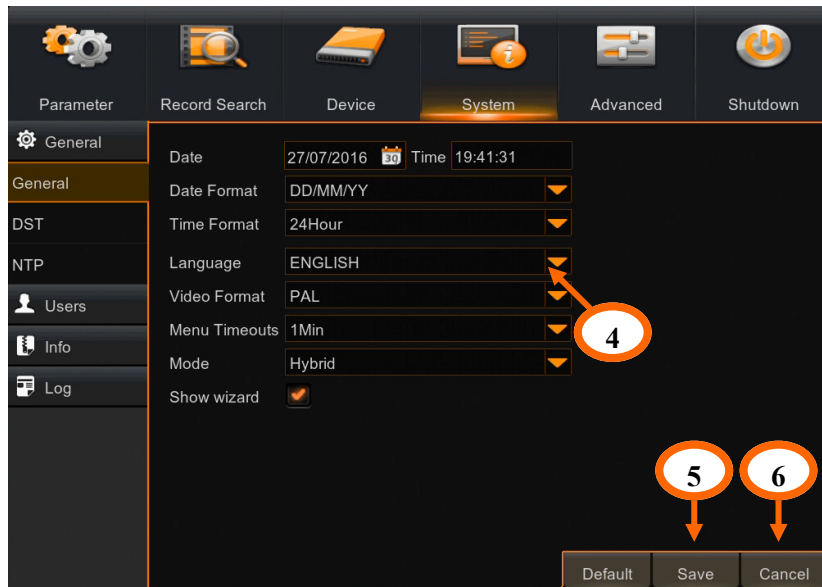 Parameter Record Search Device System Advanced Shutdown
General
General
DST
NTP
Users
Info
Log
Date 27/07/2016 30 Time 19:41:31
Date Format DD/MM/YY
Time Format 24Hour
Language ENGLISH
Video Format PAL
Menu Timeouts 1Min
Mode Hybrid
Show wizard
4
5 6
Default Save Cancel